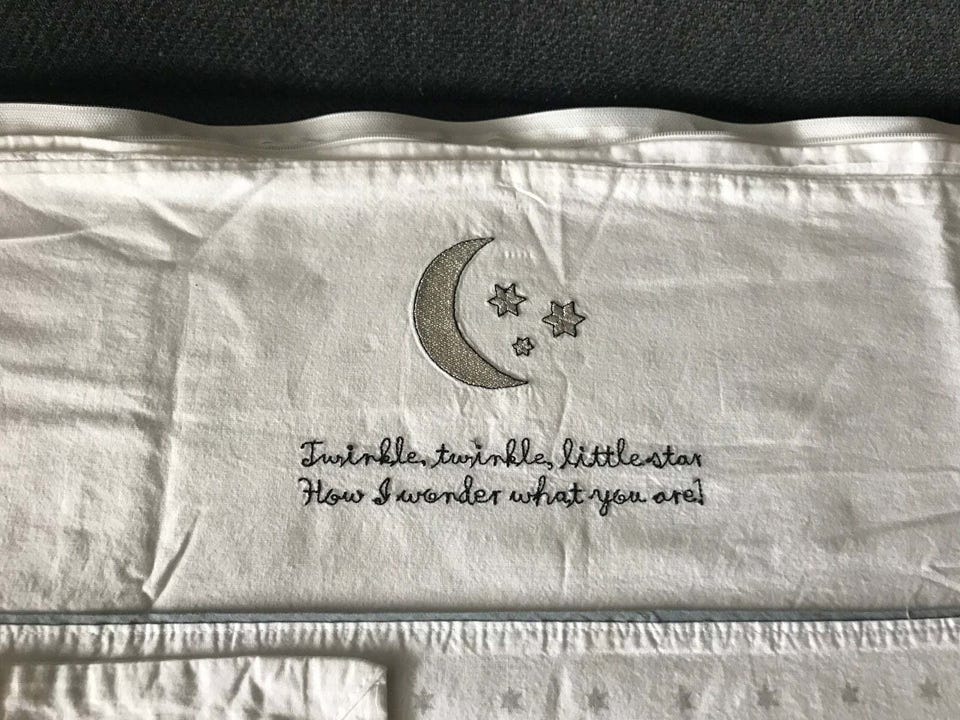 Twinkle, twinkle, little star
How I wonder what you are!